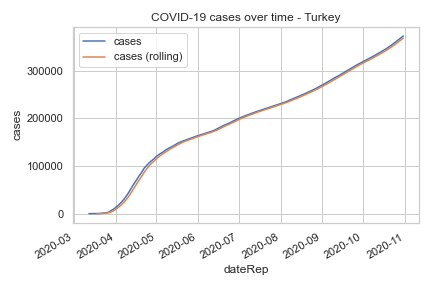 COVID-19 cases over time - Turkey
cases
cases (rolling)
300000
200000
100000
0
cases
2020-03
2020-04
2020-05
2020-06
2020-07
2020-08
2020-09
2020-10
2020-11
dateRep